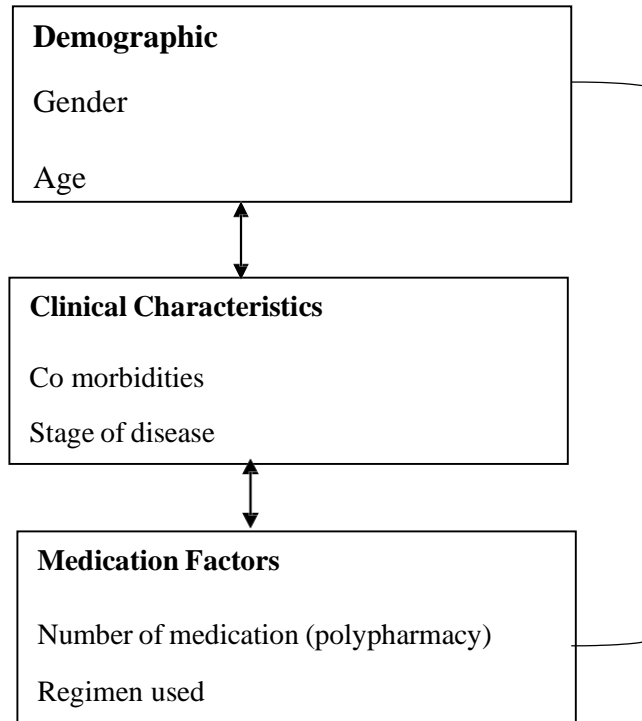 Demographic
Gender
Age
Clinical Characteristics
Co morbidities
Stage of disease
Medication Factors
Number of medication (polypharmacy)
Regimen used